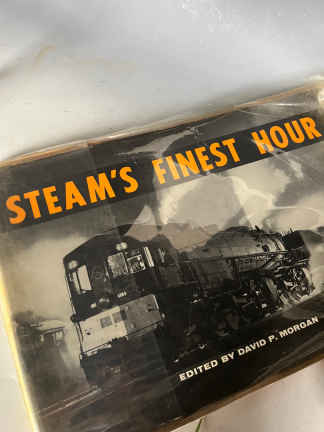 STEAM'S FINEST HOUR
EDITED BY DAVID P. MORGAN